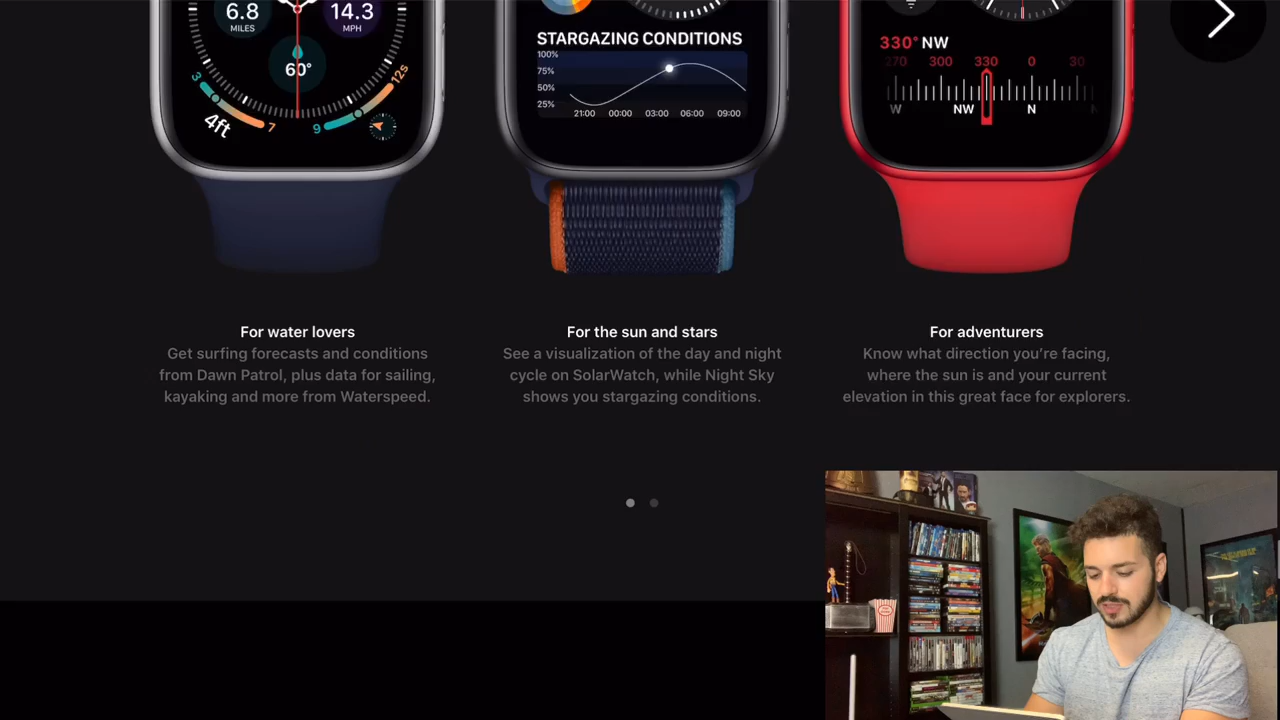 6.8
MILES
14.3
MPH
60°
3
7
4ft
9
12s
STARGAZING CONDITIONS
100%
75%
50%
25%
21:00 00:00 03:00 06:00 09:00
330° NW
270 300 330 0 30
W NW N N
For water lovers
Get surfing forecasts and conditions
from Dawn Patrol, plus data for sailing,
kayaking and more from Waterspeed.
For the sun and stars
See a visualization of the day and night
cycle on SolarWatch, while Night Sky
shows you stargazing conditions.
For adventurers
Know what direction you’re facing,
where the sun is and your current
elevation in this great face for explorers.